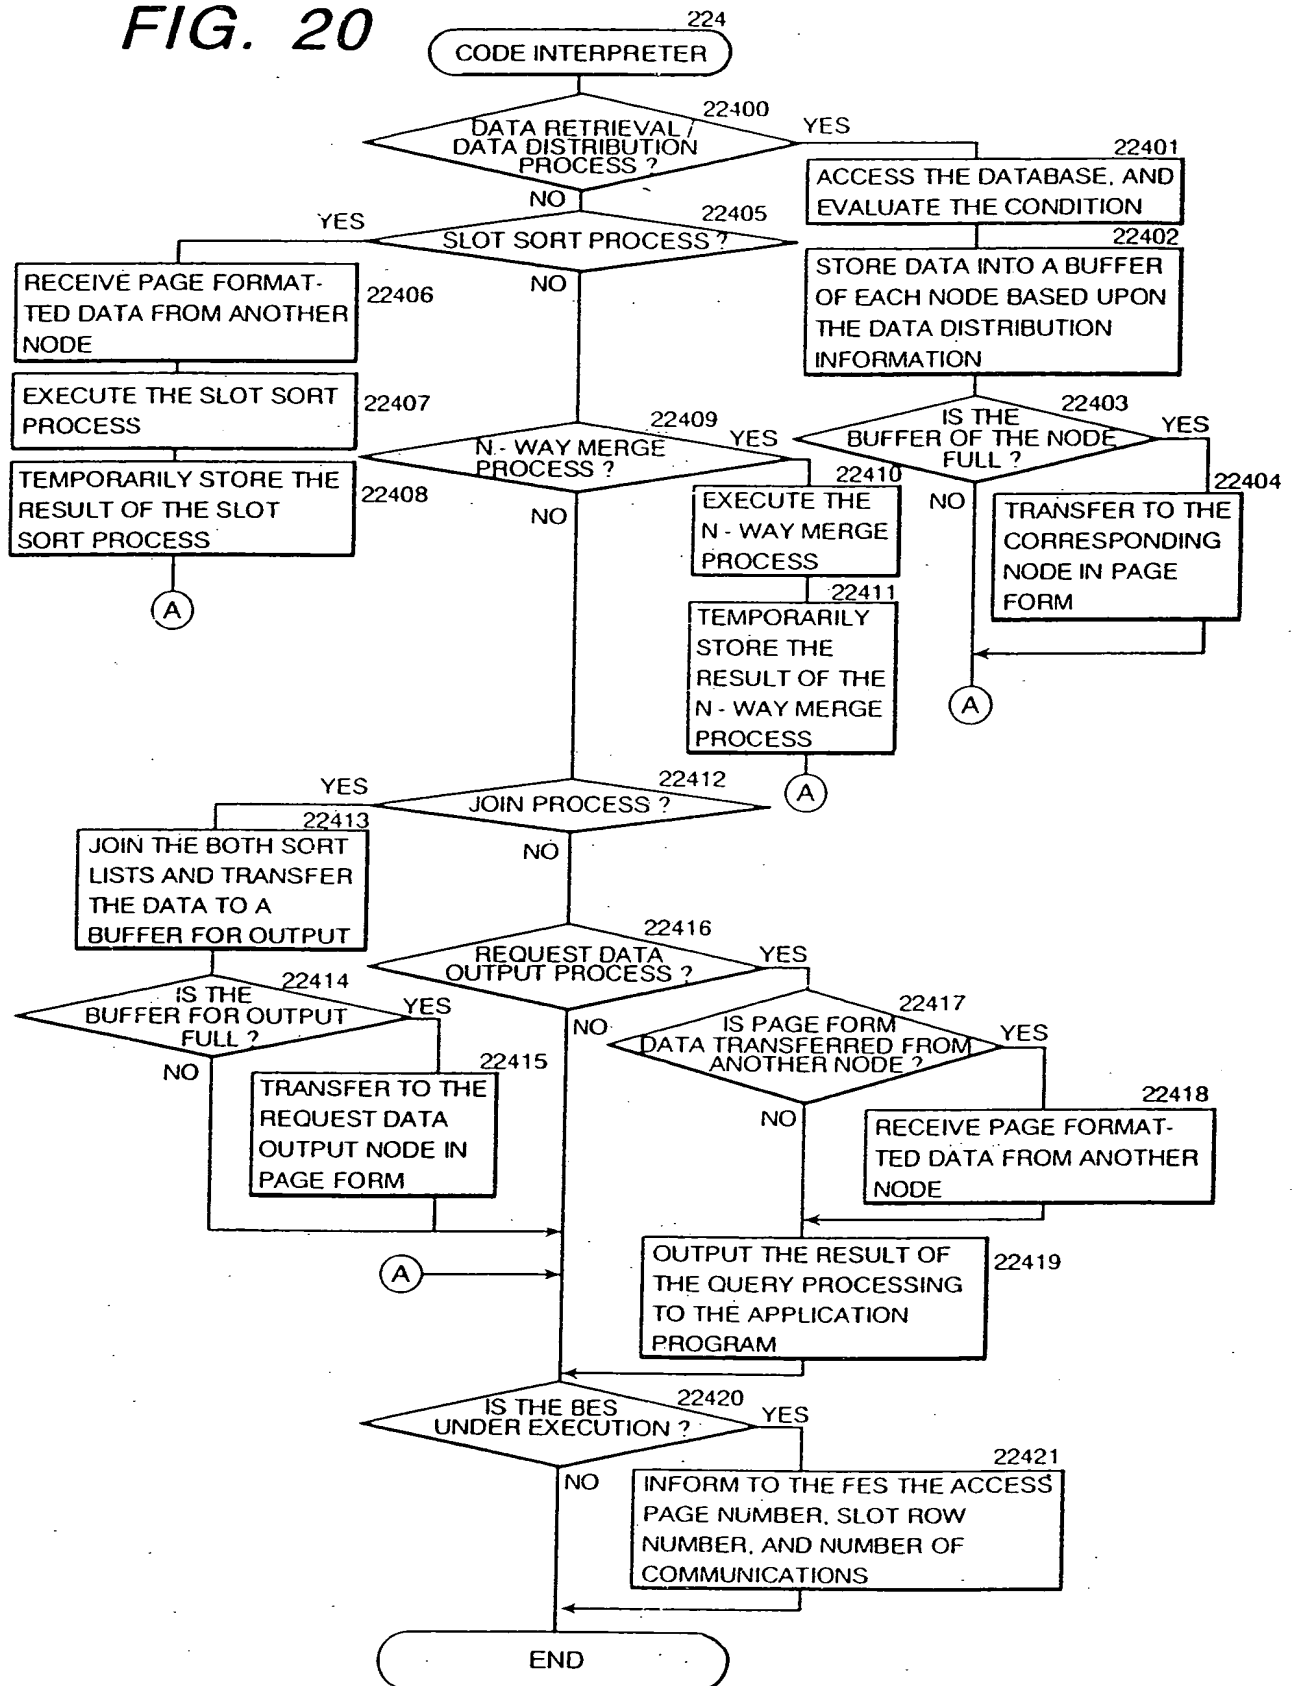 FIG. 20
224
CODE INTERPRETER
22400
DATA RETRIEVAL /
DATA DISTRIBUTION
PROCESS ?
YES
NO
22401
ACCESS THE DATABASE, AND
EVALUATE THE CONDITION
22402
STORE DATA INTO A BUFFER
OF EACH NODE BASED UPON
THE DATA DISTRIBUTION
INFORMATION
22403
IS THE
BUFFER OF THE NODE
FULL ?
YES
NO
22404
TRANSFER TO THE
CORRESPONDING
NODE IN PAGE
FORM
A
22405
SLOT SORT PROCESS ?
YES
NO
RECEIVE PAGE FORMAT-
TED DATA FROM ANOTHER
NODE
22406
EXECUTE THE SLOT SORT
PROCESS
22407
TEMPORARILY STORE THE
RESULT OF THE SLOT
SORT PROCESS
22408
A
22409
N - WAY MERGE
PROCESS ?
YES
NO
22410
EXECUTE THE
N - WAY MERGE
PROCESS
22411
TEMPORARILY
STORE THE
RESULT OF THE
N - WAY MERGE
PROCESS
A
22412
JOIN PROCESS ?
YES
NO
22413
JOIN THE BOTH SORT
LISTS AND TRANSFER
THE DATA TO A
BUFFER FOR OUTPUT
22414
IS THE
BUFFER FOR OUTPUT
FULL ?
YES
NO
22415
TRANSFER TO THE
REQUEST DATA
OUTPUT NODE IN
PAGE FORM
22416
REQUEST DATA
OUTPUT PROCESS ?
YES
NO
22417
IS PAGE FORM
DATA TRANSFERRED FROM
ANOTHER NODE ?
YES
NO
22418
RECEIVE PAGE FORMAT-
TED DATA FROM ANOTHER
NODE
OUTPUT THE RESULT OF
THE QUERY PROCESSING
TO THE APPLICATION
PROGRAM
22419
A
22420
IS THE BES
UNDER EXECUTION ?
YES
NO
22421
INFORM TO THE FES THE ACCESS
PAGE NUMBER, SLOT ROW
NUMBER, AND NUMBER OF
COMMUNICATIONS
END